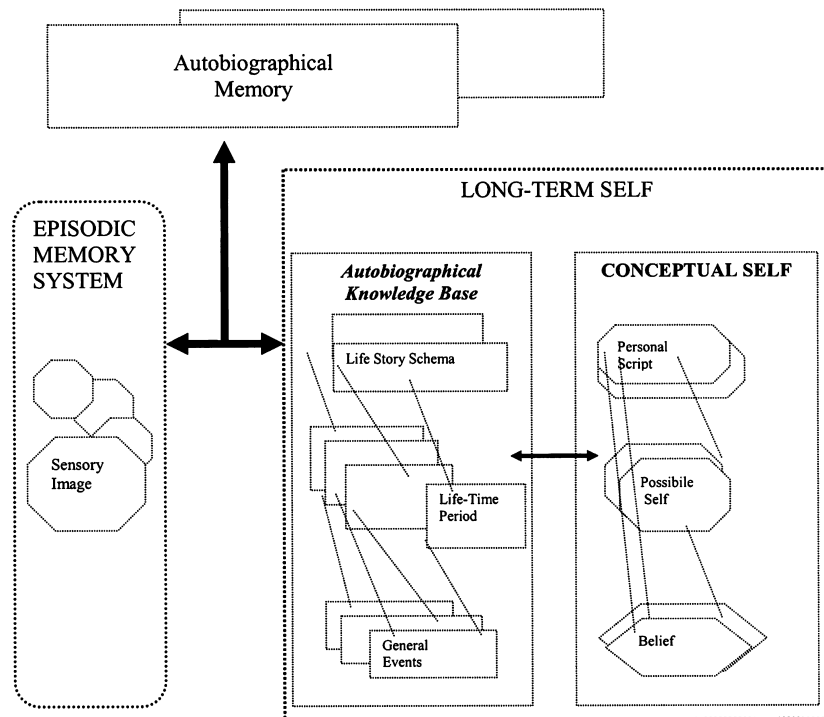 Autobiographical
Memory
LONG-TERM SELF
EPISODIC
MEMORY
SYSTEM
Autobiographical
Knowledge Base
CONCEPTUAL SELF
Life Story Schema
Personal
Script
Sensory
Image
Life-Time
Period
Possibile
Self
General
Events
Belief